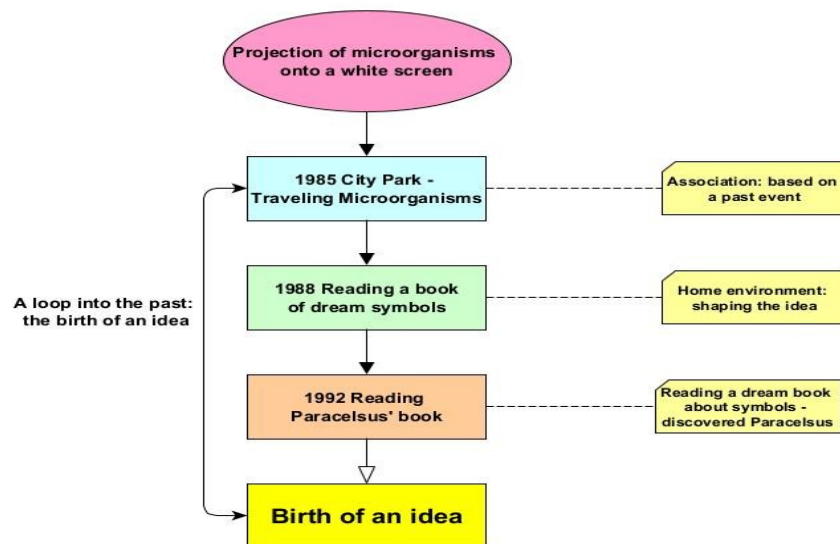 Projection of microorganisms
onto a white screen
1985 City Park -
Traveling Microorganisms
Association: based on
a past event
1988 Reading a book
of dream symbols
Home environment:
shaping the idea
A loop into the past:
the birth of an idea
1992 Reading
Paracelsus' book
Reading a dream book
about symbols -
discovered Paracelsus
Birth of an idea